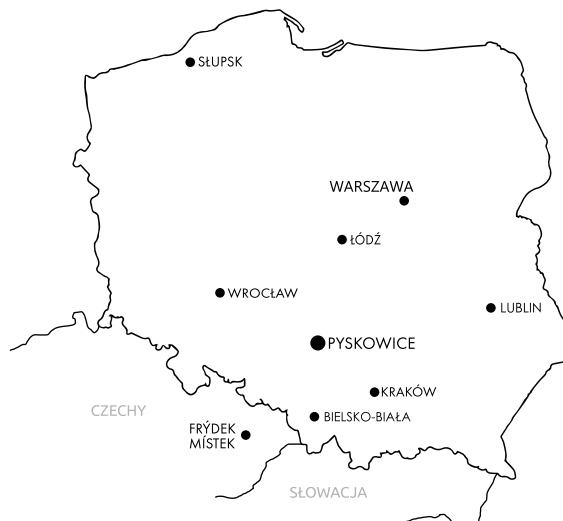 SŁUPSK
WARSZAWA
ŁÓDŹ
WROCŁAW
LUBLIN
PYSKOWICE
KRAKÓW
CZECHY
BIELSKO-BIAŁA
FRÝDEK
MÍSTEK
SŁOWACJA